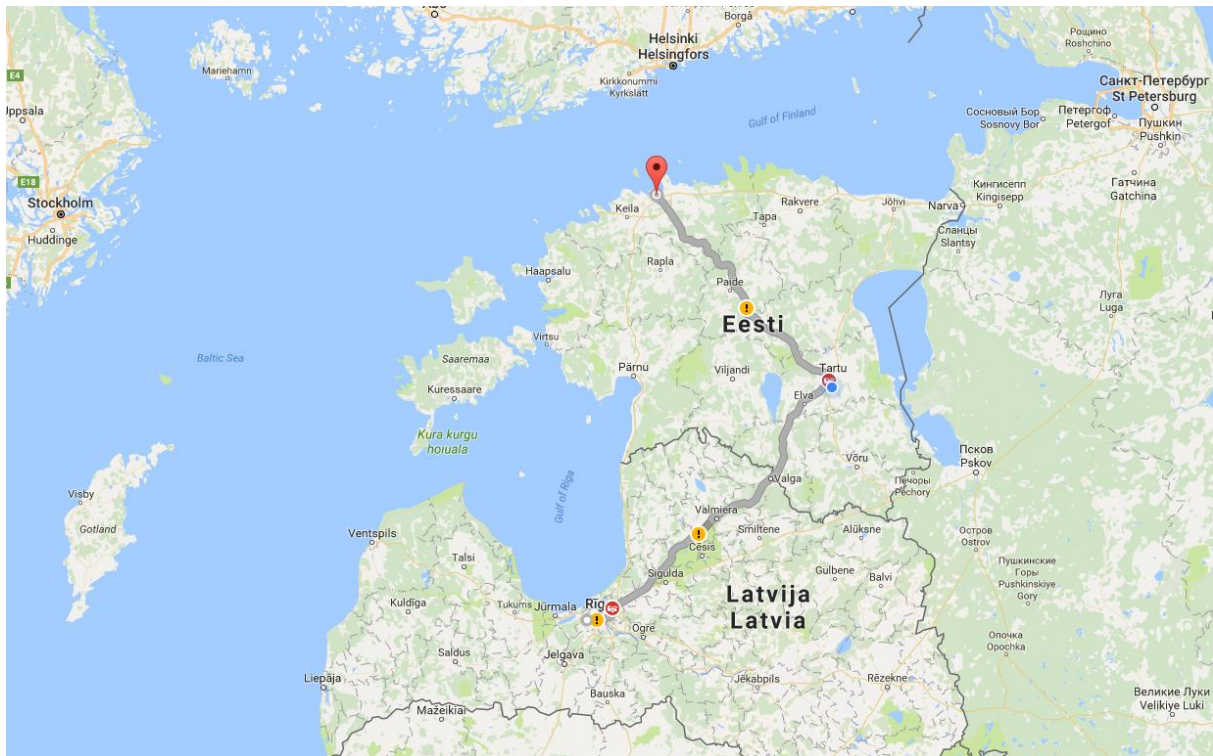 Borgå
Helsinki
Helsingfors
Mariehamn
Kirkkonummi
Kyrkslätt
E4
Uppsala
Gulf of Finland
Рощино
Roshchino
Санкт-Петербург
St Petersburg
Сосновый Бор
Sosnovy Bor
Петергоф
Petergof
Пушкин
Pushkin
E18
Stockholm
Huddinge
Keila
Tapa
Rakvere
Jõhvi
Narva
Кингисепп
Kingisepp
Гатчина
Gatchina
Сланцы
Slantsy
Haapsalu
Rapla
Paide
Луга
Luga
Eesti
Virtsu
Baltic Sea
Saaremaa
Kuressaare
Pärnu
Viljandi
Tartu
Elva
Kura kurgu
hoiuala
Võru
Псков
Pskov
Печоры
Pechory
Valga
Visby
Gotland
Gulf of Riga
Ventspils
Valmiera
Smiltene
Alūksne
Остров
Ostrov
Cēsis
Talsi
Sigulda
Gulbene
Balvi
Пушкинские
Горы
Pushkinskiye
Gory
Kuldīga
Tukums
Jūrmala
Rig
Latvija
Latvia
Ogre
Опочка
Opochka
Saldus
Jelgava
Liepāja
Bauska
Jēkabpils
Rēzekne
Mažeikiai
Великие Луки
Velikiye Luki